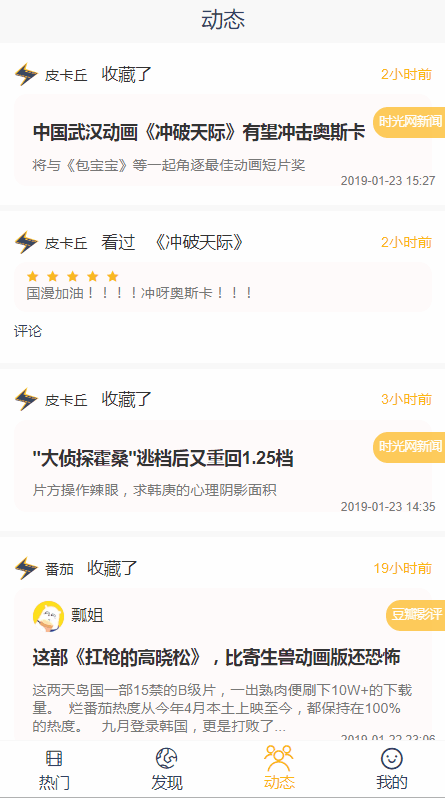 动态
皮卡丘 收藏了 2小时前
时光网新闻
中国武汉动画《冲破天际》有望冲击奥斯卡
将与《包宝宝》等一起角逐最佳动画短片奖
2019-01-23 15:27
皮卡丘 看过 《冲破天际》 2小时前
国漫加油！！！！冲呀奥斯卡！！！
评论
皮卡丘 收藏了 3小时前
时光网新闻
"大侦探霍桑"逃档后又重回1.25档
片方操作辣眼，求韩庚的心理阴影面积
2019-01-23 14:35
番茄 收藏了 19小时前
瓢姐 豆瓣影评
这部《扛枪的高晓松》，比寄生兽动画版还恐怖
这两天岛国一部15禁的B级片，一出熟肉便刷下10W+的下载
量。 烂番茄热度从今年4月本土上映至今，都保持在100%
的热度。 九月登录韩国，更是打败了...
2019-01-22 23:06
热门 发现 动态 我的